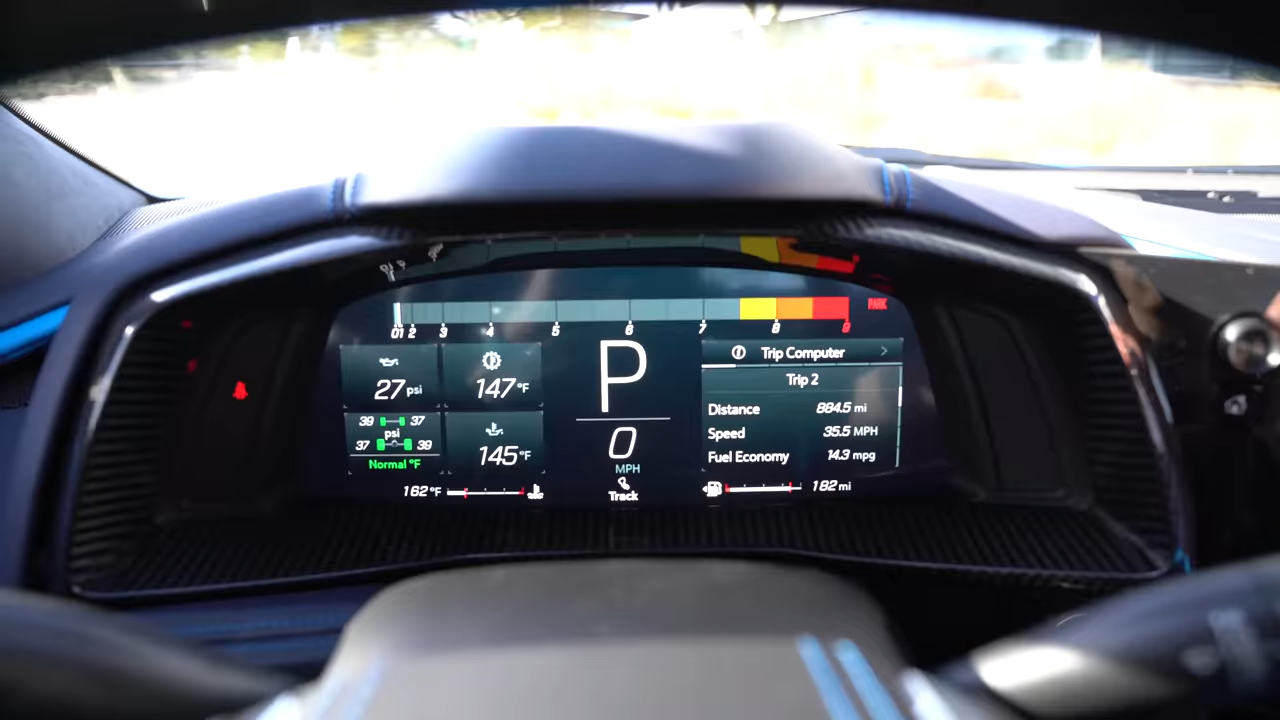 01 2 3 4 5 6 7 8 9
PARK
27 psi
147 °F
39 37
psi
37 39
Normal °F
145 °F
162 °F
P
0
MPH
Track
Trip Computer
Trip 2
Distance 884.5 mi
Speed 35.5 MPH
Fuel Economy 14.3 mpg
182 mi